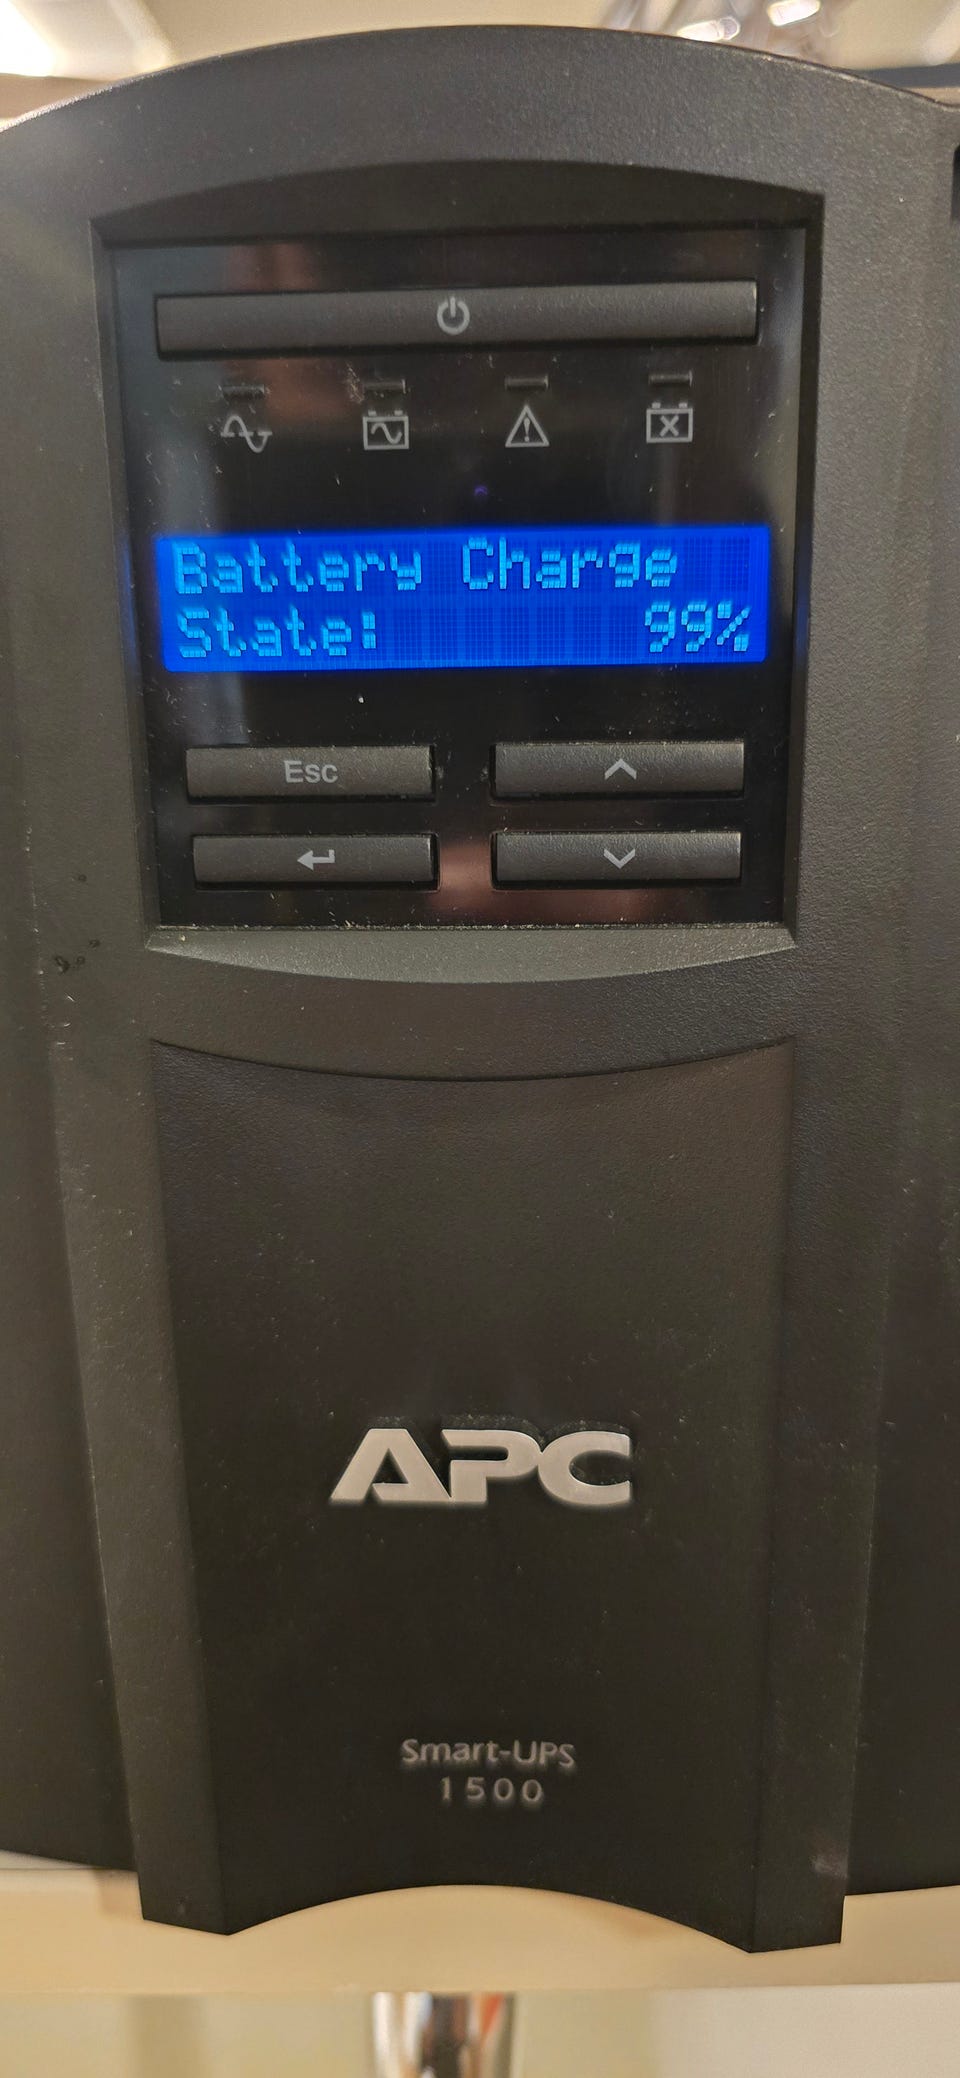 Battery Charge
State: 99%
Esc
APC
Smart-UPS
1500